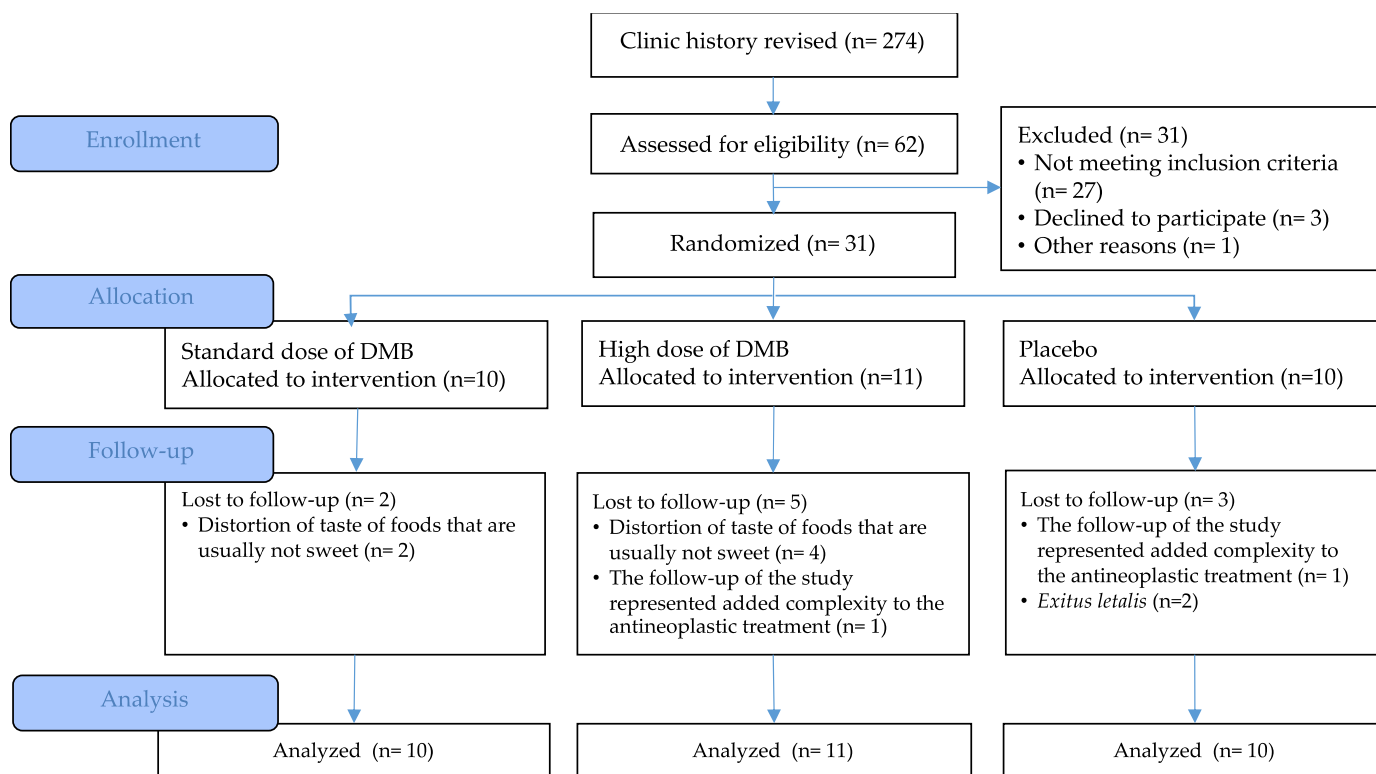 Clinic history revised (n= 274)
Enrollment
Assessed for eligibility (n= 62)
Excluded (n= 31)
• Not meeting inclusion criteria
(n= 27)
• Declined to participate (n= 3)
• Other reasons (n= 1)
Randomized (n= 31)
Allocation
Standard dose of DMB
Allocated to intervention (n=10)
High dose of DMB
Allocated to intervention (n=11)
Placebo
Allocated to intervention (n=10)
Follow-up
Lost to follow-up (n= 2)
• Distortion of taste of foods that are
usually not sweet (n= 2)
Lost to follow-up (n= 5)
• Distortion of taste of foods that are
usually not sweet (n= 4)
• The follow-up of the study
represented added complexity to the
antineoplastic treatment (n= 1)
Lost to follow-up (n= 3)
• The follow-up of the study
represented added complexity to
the antineoplastic treatment (n= 1)
• Exitus letalis (n=2)
Analysis
Analyzed (n= 10)
Analyzed (n= 11)
Analyzed (n= 10)